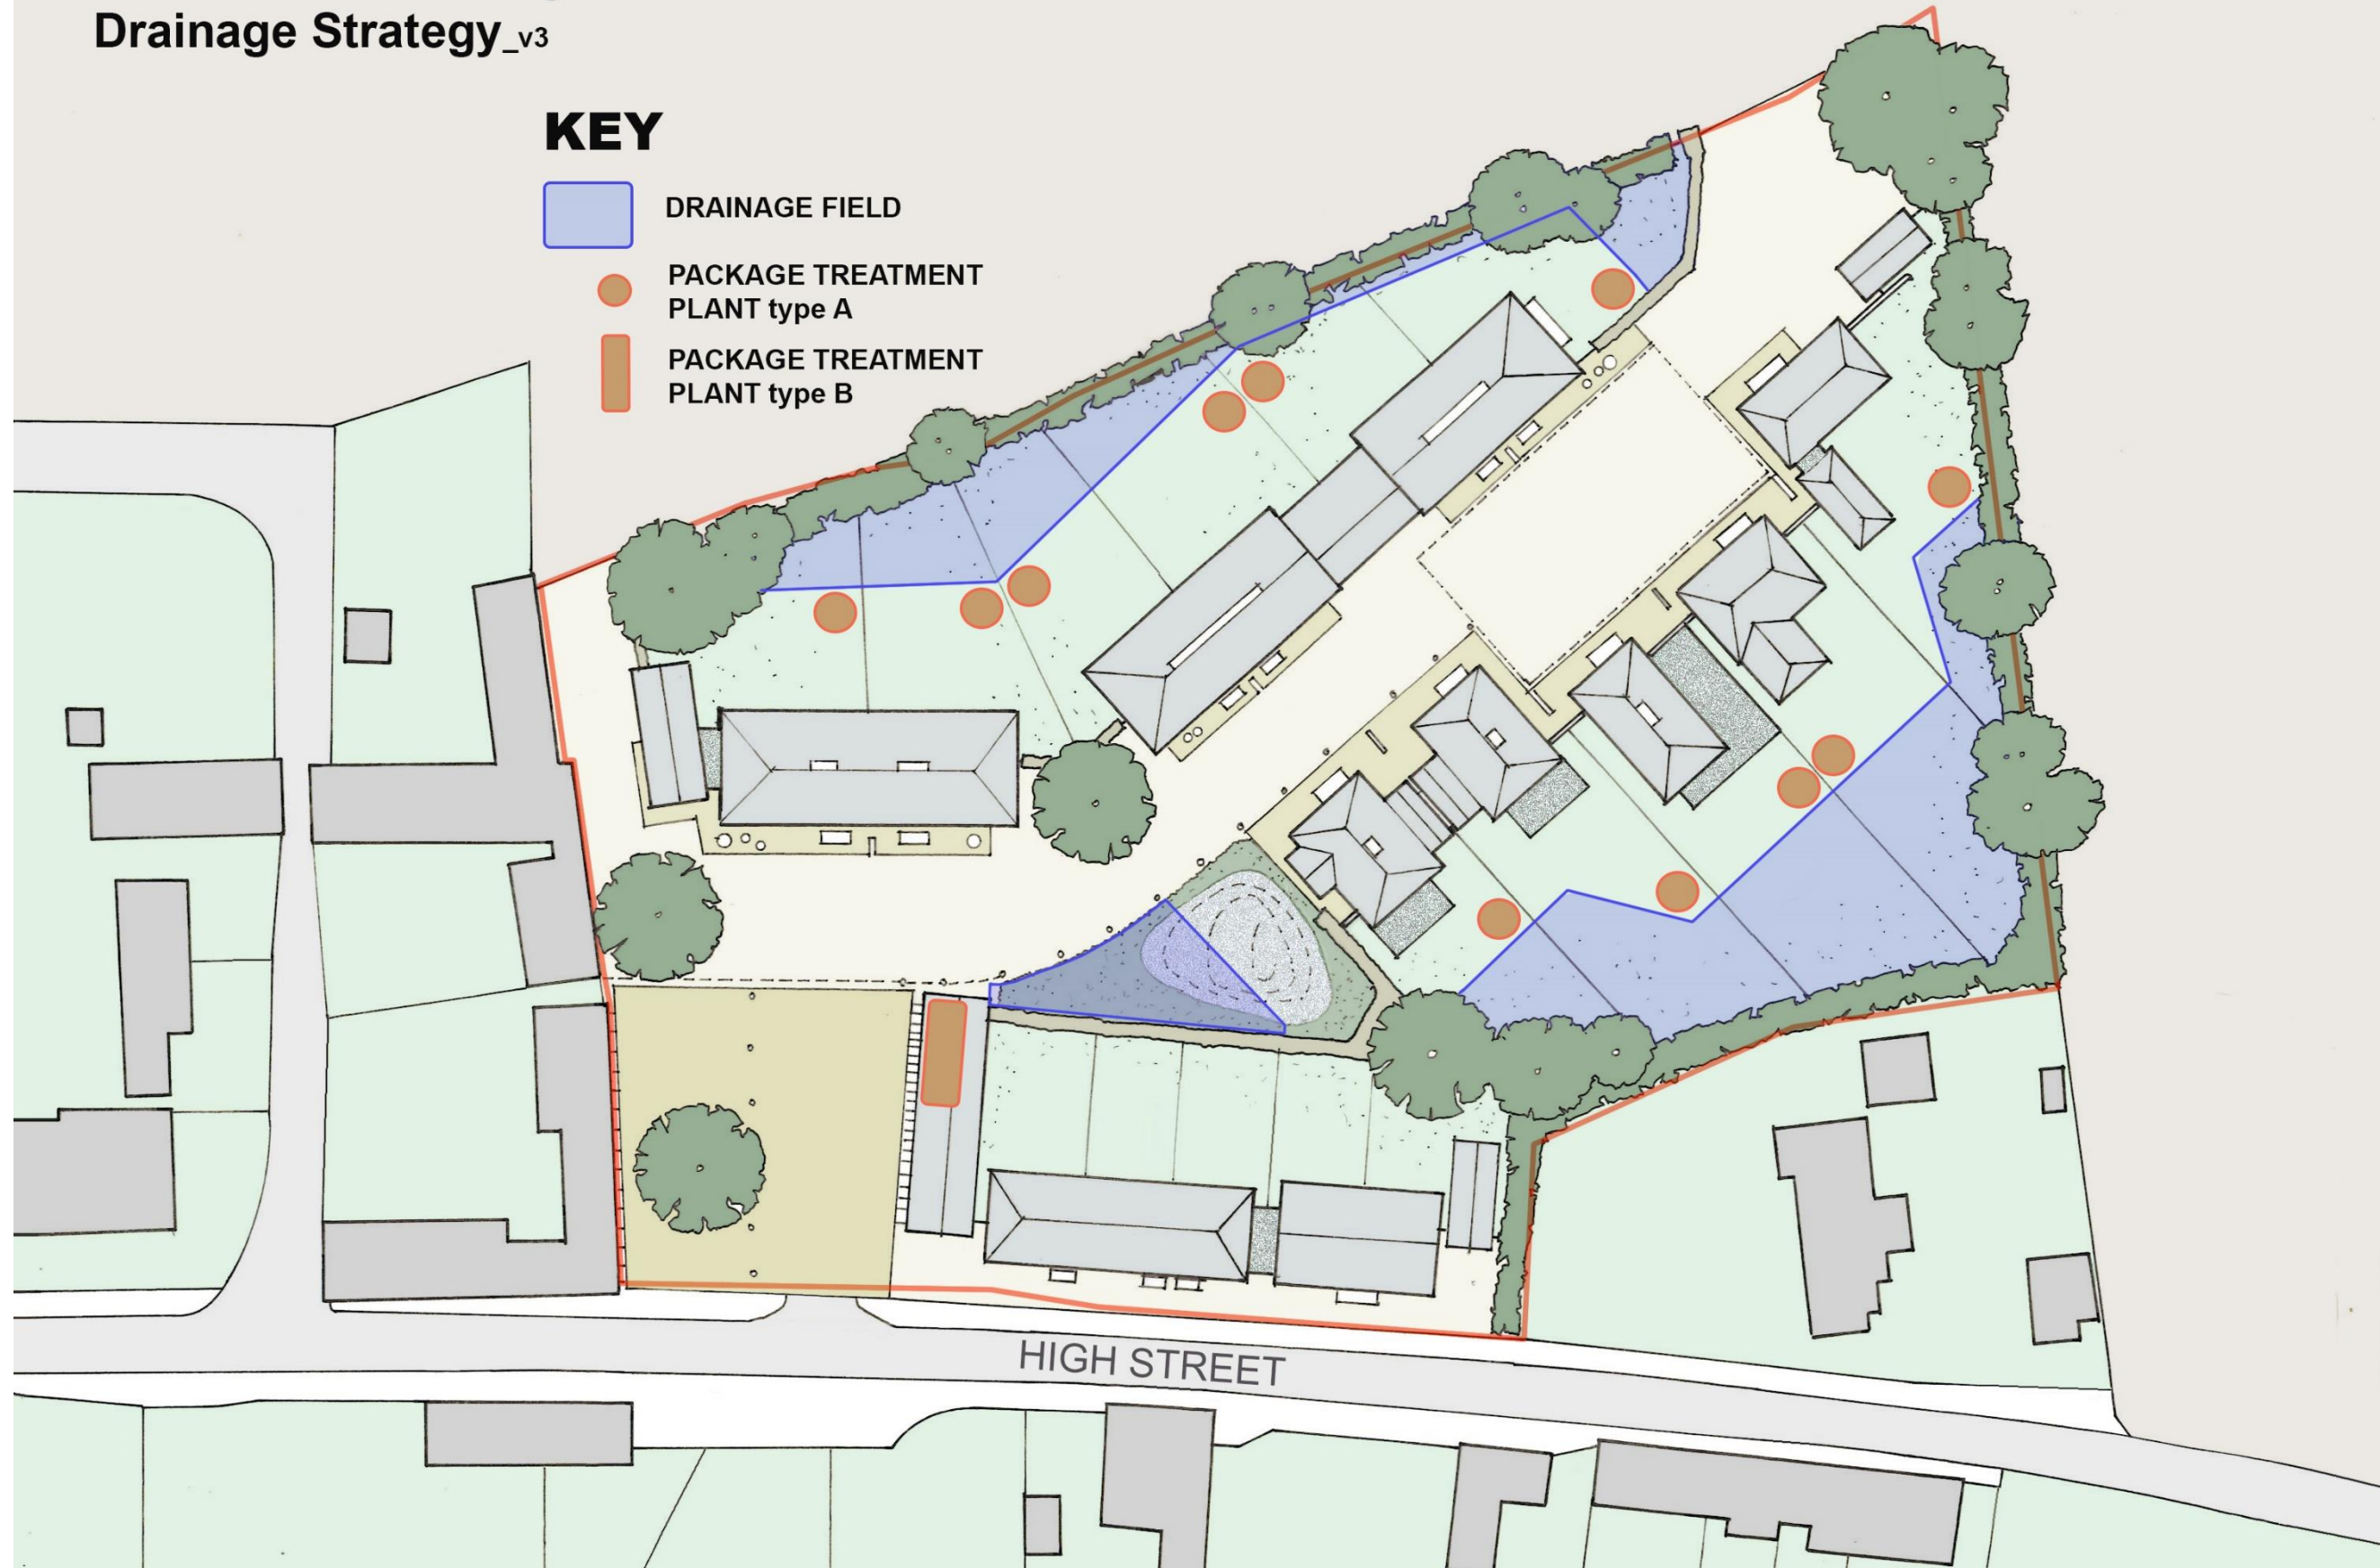 Drainage Strategy_v3
KEY
DRAINAGE FIELD
PACKAGE TREATMENT
PLANT type A
PACKAGE TREATMENT
PLANT type B
HIGH STREET